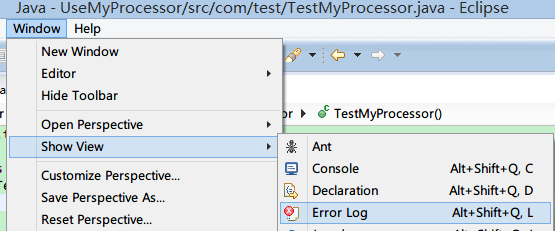 Java - UseMyProcessor/src/com/test/TestMyProcessor.java - Eclipse
Window Help
New Window
Editor
Hide Toolbar
Open Perspective
TestMyProcessor()
Show View
Ant
Console Alt+Shift+Q, C
Customize Perspective...
Declaration Alt+Shift+Q, D
Save Perspective As...
Error Log Alt+Shift+Q, L
Reset Perspective...